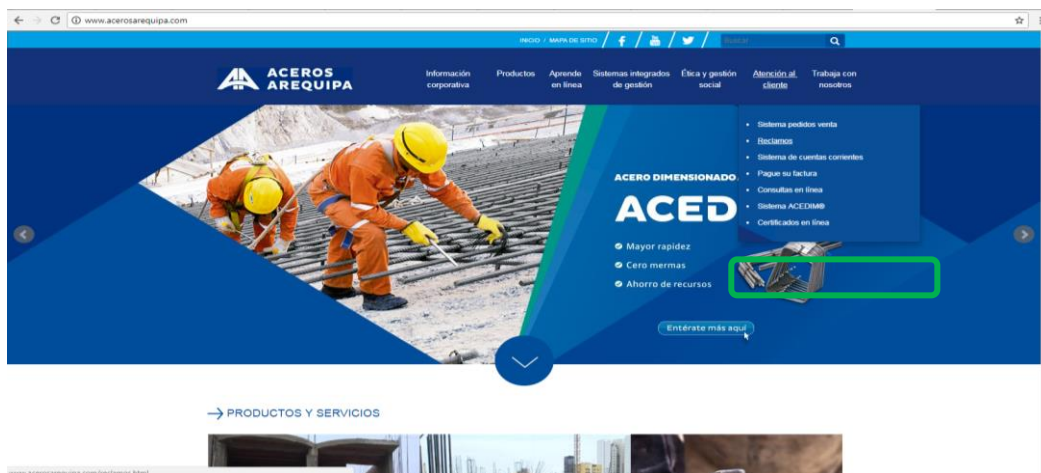 www.acerosarequipa.com
INICIO / MAPA DE SITIO
Buscar
ACEROS
AREQUIPA
Información
corporativa
Productos
Aprende
en línea
Sistemas integrados
de gestión
Ética y gestión
social
Atención al
cliente
Trabaja con
nosotros
Sistema pedidos venta
Reclamos
Sistema de cuentas corrientes
Pague su factura
Consultas en línea
Sistema ACEDIM®
Certificados en línea
ACERO DIMENSIONADO
ACED
Mayor rapidez
Cero mermas
Ahorro de recursos
Entérate más aquí
PRODUCTOS Y SERVICIOS